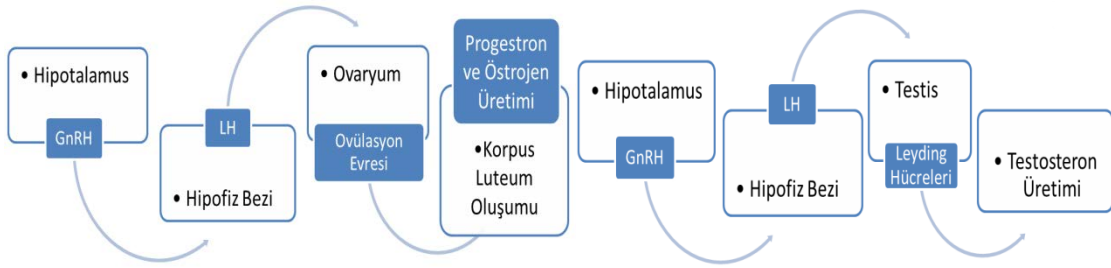 • Hipotalamus
GnRH
LH
• Hipofiz Bezi
• Ovaryum
Ovülasyon
Evresi
Progestron
ve Östrojen
Üretimi
•Korpus
Luteum
Oluşumu
• Hipotalamus
GnRH
LH
• Hipofiz Bezi
• Testis
Leyding
Hücreleri
• Testosteron
Üretimi